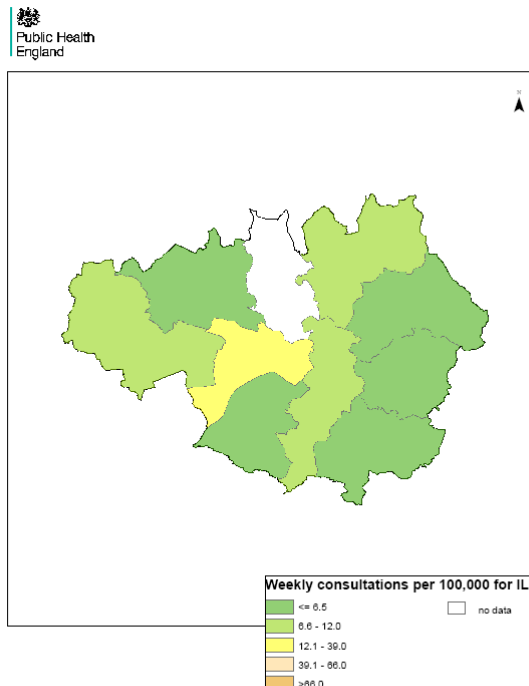 Public Health
England
Weekly consultations per 100,000 for IL
<= 6.5
no data
6.6 - 12.0
12.1 - 39.0
39.1 - 66.0
>66.0